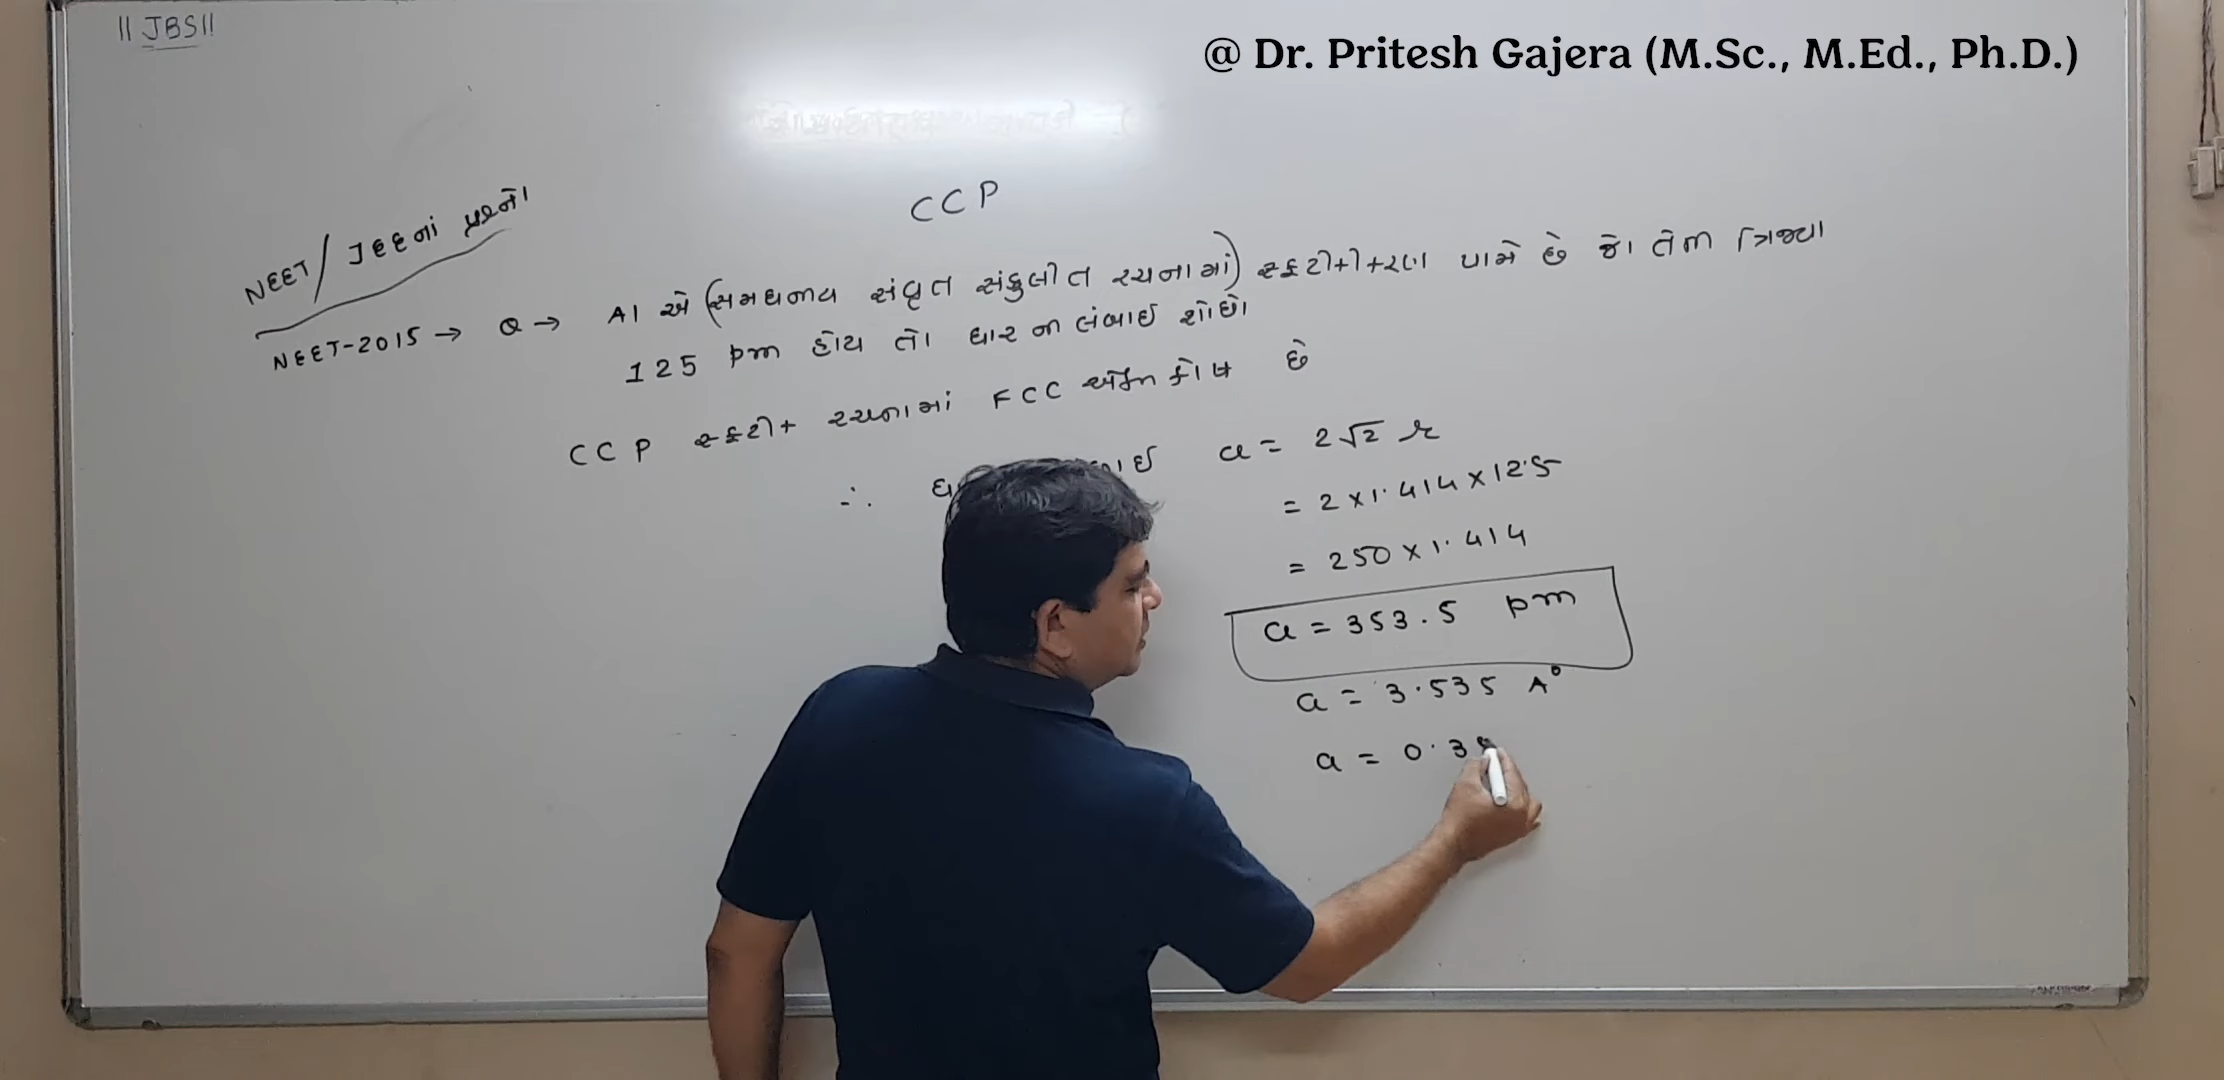 || JBS ||
@ Dr. Pritesh Gajera (M.Sc., M.Ed., Ph.D.)
CCP
NEET/JEEનાં પ્રશ્નો
NEET-2015 → Q → Al એ (સમઘનીય સંવૃત સંકુલીત રચનામાં) સ્ફટીકીકરણ પામે છે જો તેની ત્રિજ્યા
125 pm હોય તો ધારની લંબાઈ શોધો
CCP સ્ફટીક રચનામાં FCC એકમ કોષ છે
∴ a = 2√2 r
= 2 × 1.414 × 125
= 250 × 1.414
a = 353.5 pm
a = 3.535 A°
a = 0.3